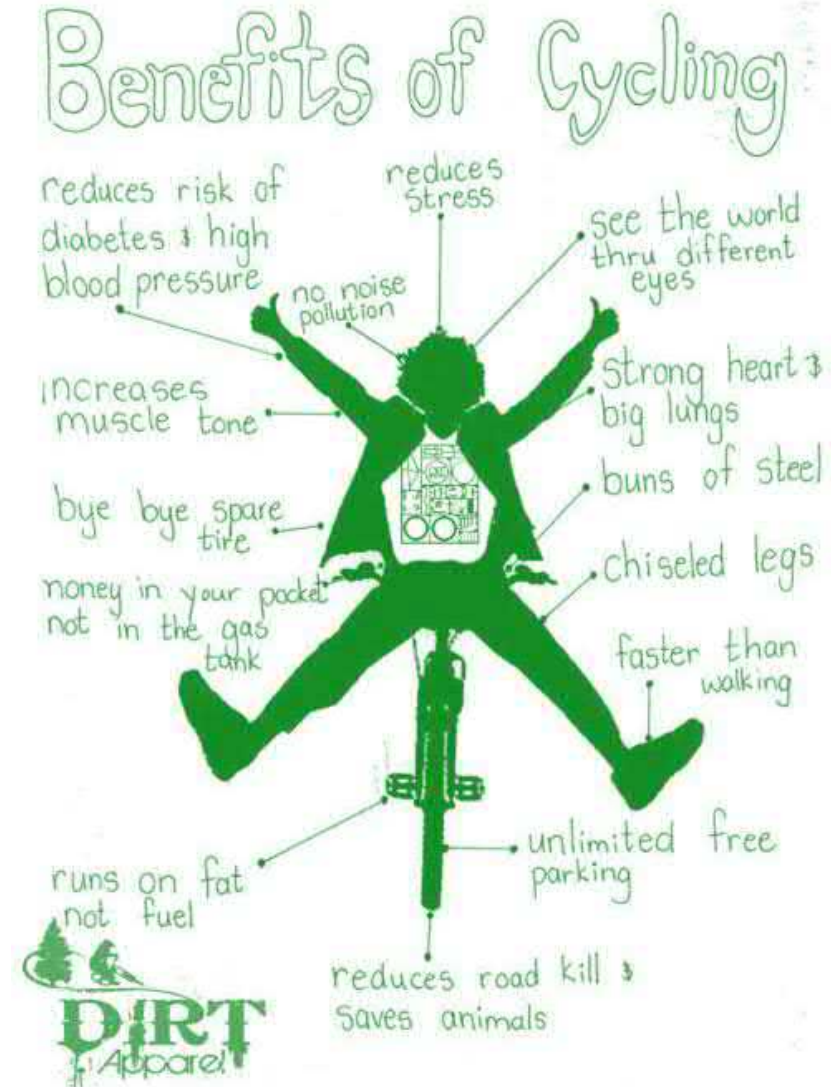 Benefits of Cycling
reduces
stress
reduces risk of
diabetes & high
blood pressure
see the world
thru different
eyes
no noise
pollution
increases
muscle tone
strong heart &
big lungs
bye bye spare
tire
buns of steel
money in your pocket
not in the gas
tank
chiseled legs
faster than
walking
runs on fat
not fuel
unlimited free
parking
reduces road kill &
saves animals
DIRT
Apparel